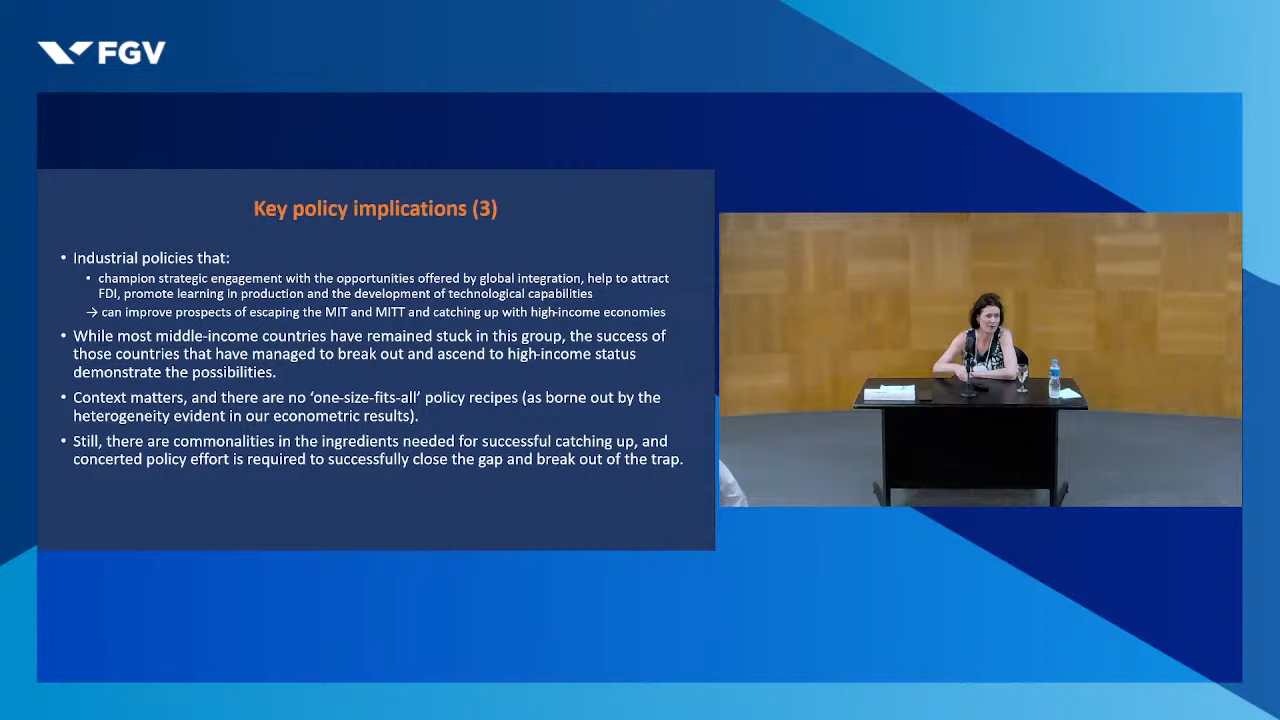 FGV
Key policy implications (3)
• Industrial policies that:
• champion strategic engagement with the opportunities offered by global integration, help to attract
FDI, promote learning in production and the development of technological capabilities
→ can improve prospects of escaping the MIT and MITT and catching up with high-income economies
• While most middle-income countries have remained stuck in this group, the success of
those countries that have managed to break out and ascend to high-income status
demonstrate the possibilities.
• Context matters, and there are no ‘one-size-fits-all’ policy recipes (as borne out by the
heterogeneity evident in our econometric results).
• Still, there are commonalities in the ingredients needed for successful catching up, and
concerted policy effort is required to successfully close the gap and break out of the trap.